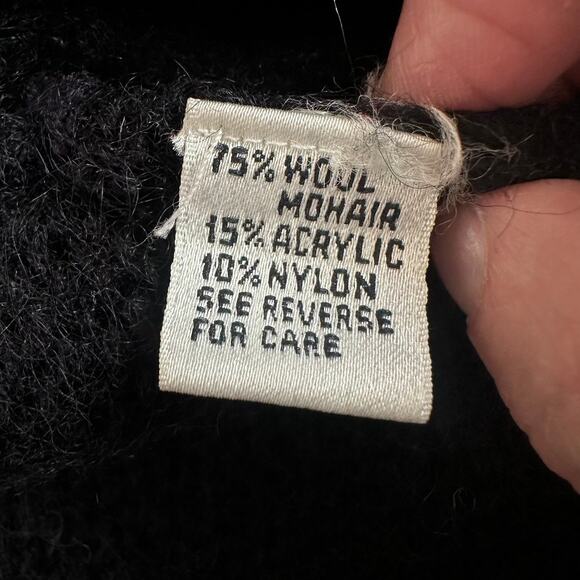 75% WOOL
MOHAIR
15% ACRYLIC
10% NYLON
SEE REVERSE
FOR CARE